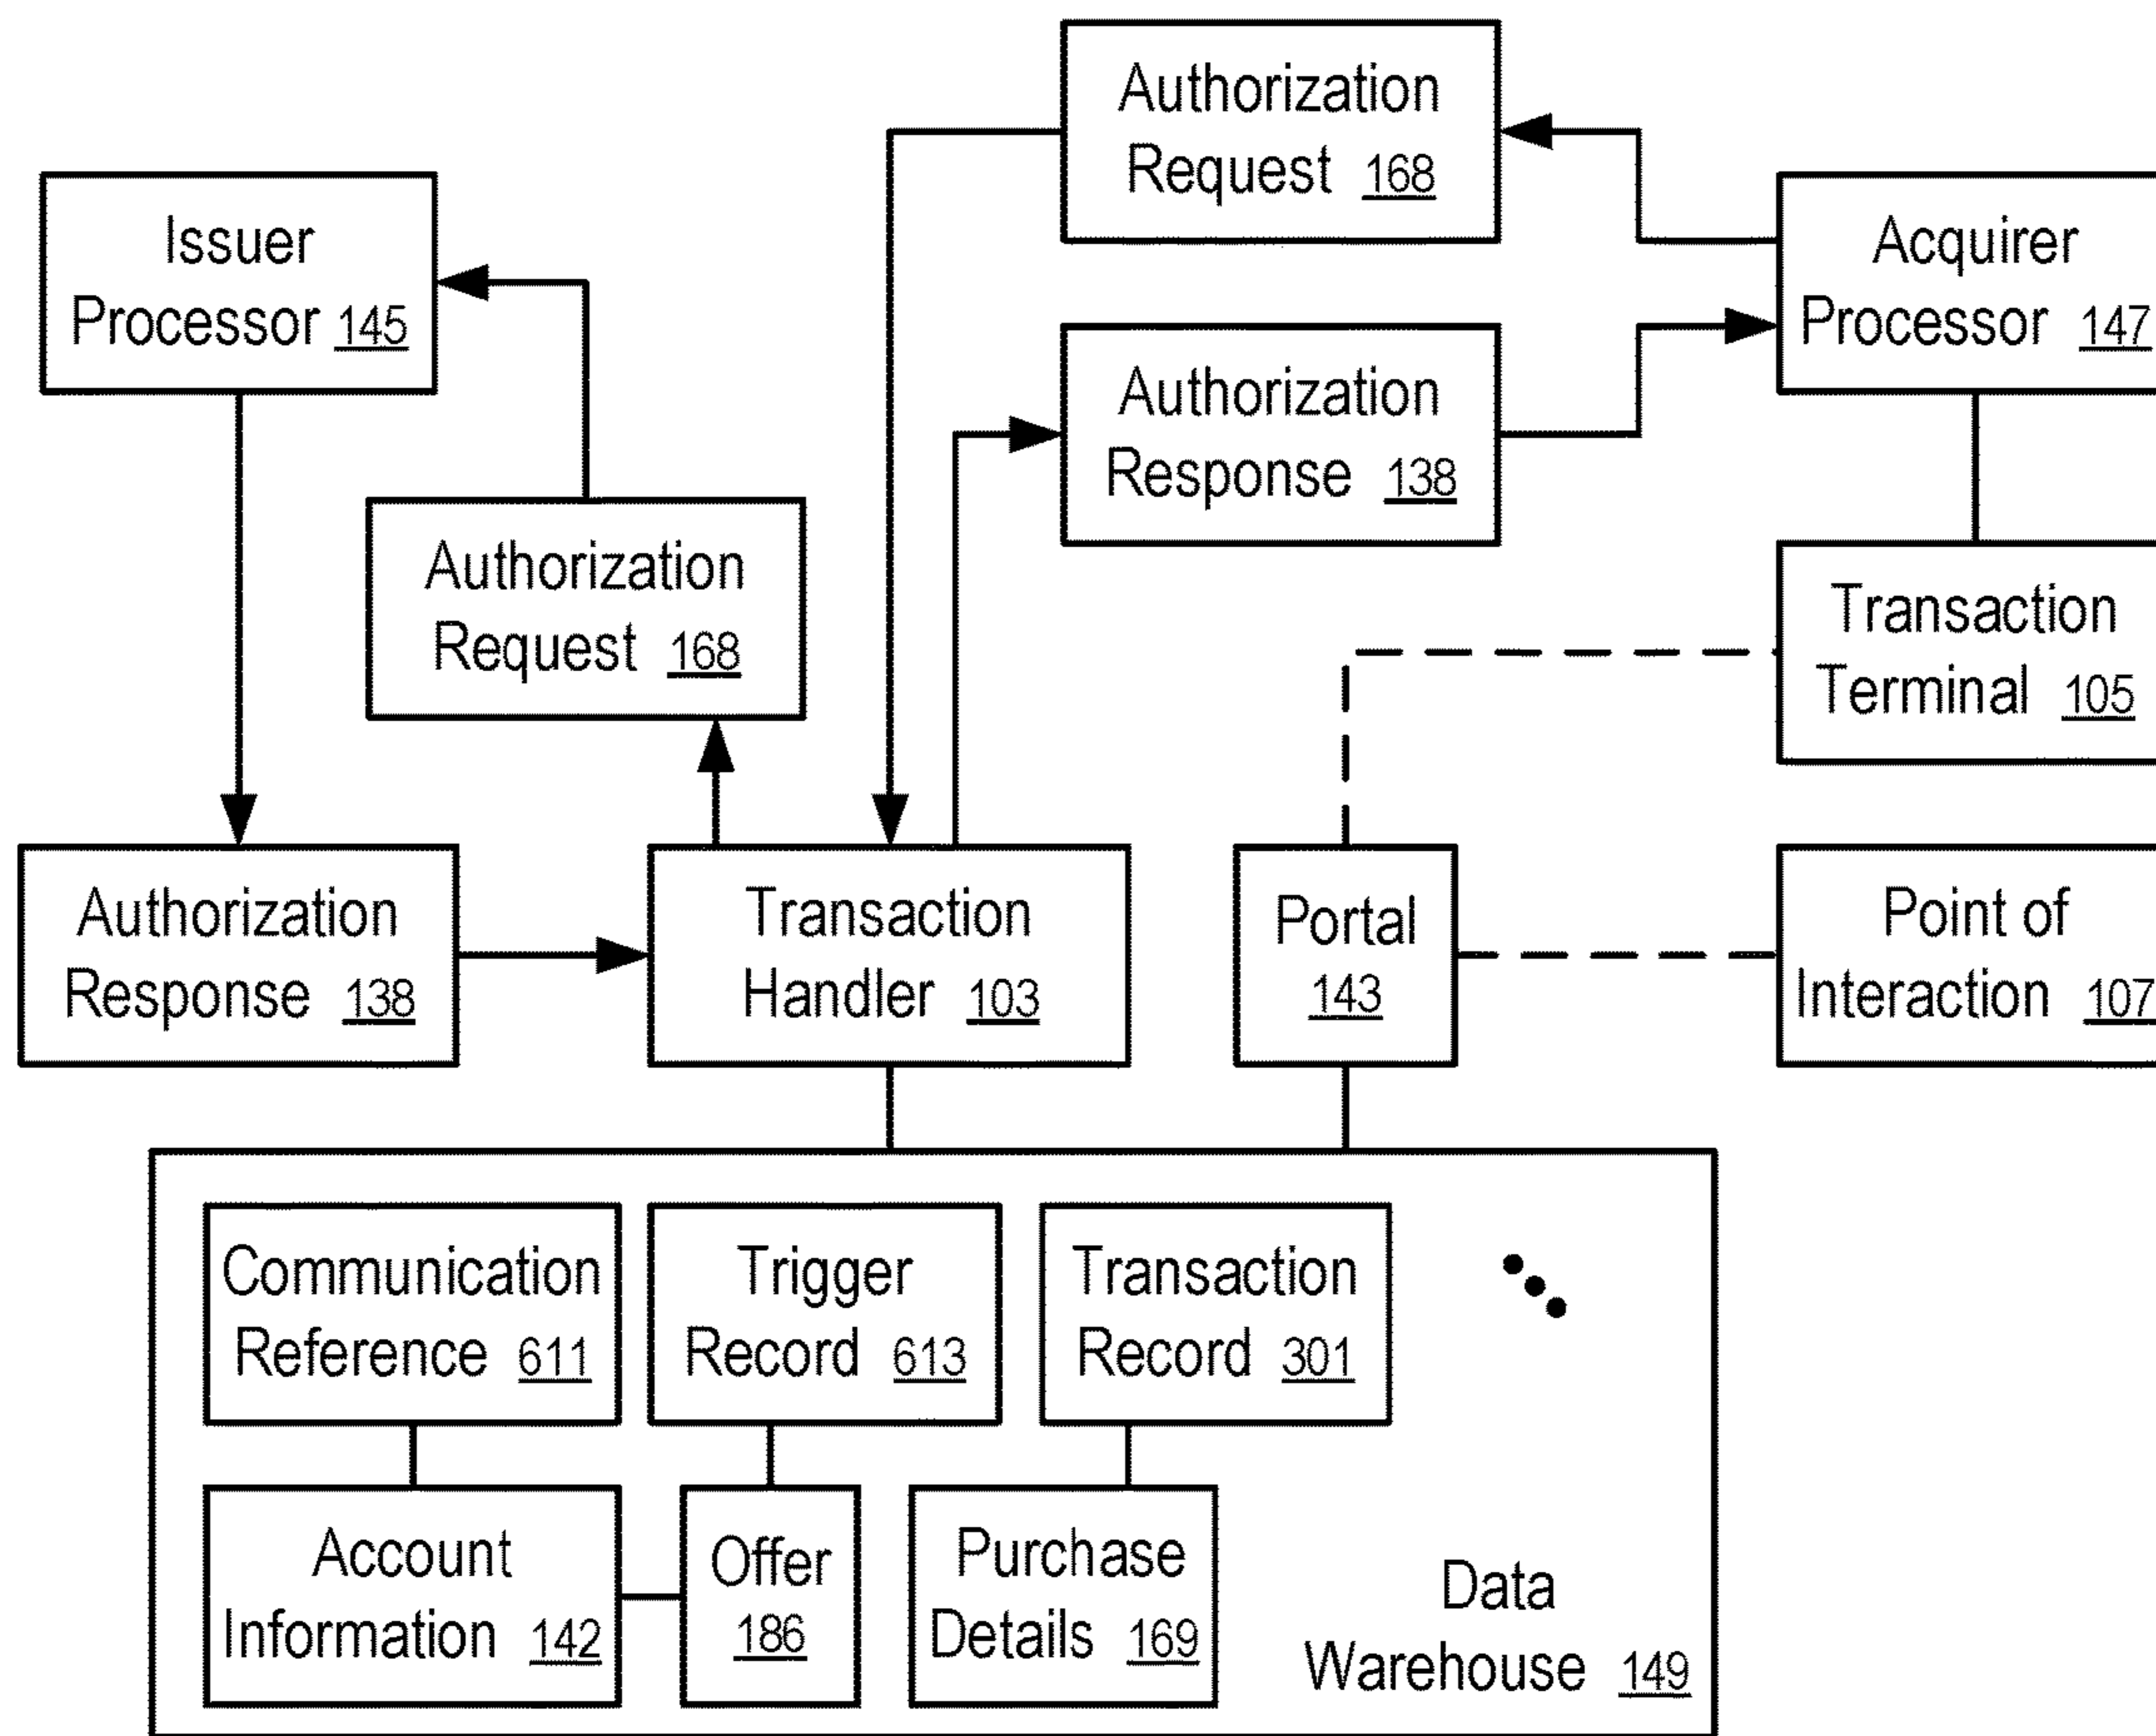 Authorization
Request 168
Issuer
Processor 145
Acquirer
Processor 147
Authorization
Response 138
Authorization
Request 168
Transaction
Terminal 105
Authorization
Response 138
Transaction
Handler 103
Portal
143
Point of
Interaction 107
Communication
Reference 611
Trigger
Record 613
Transaction
Record 301
Account
Information 142
Offer
186
Purchase
Details 169
Data
Warehouse 149